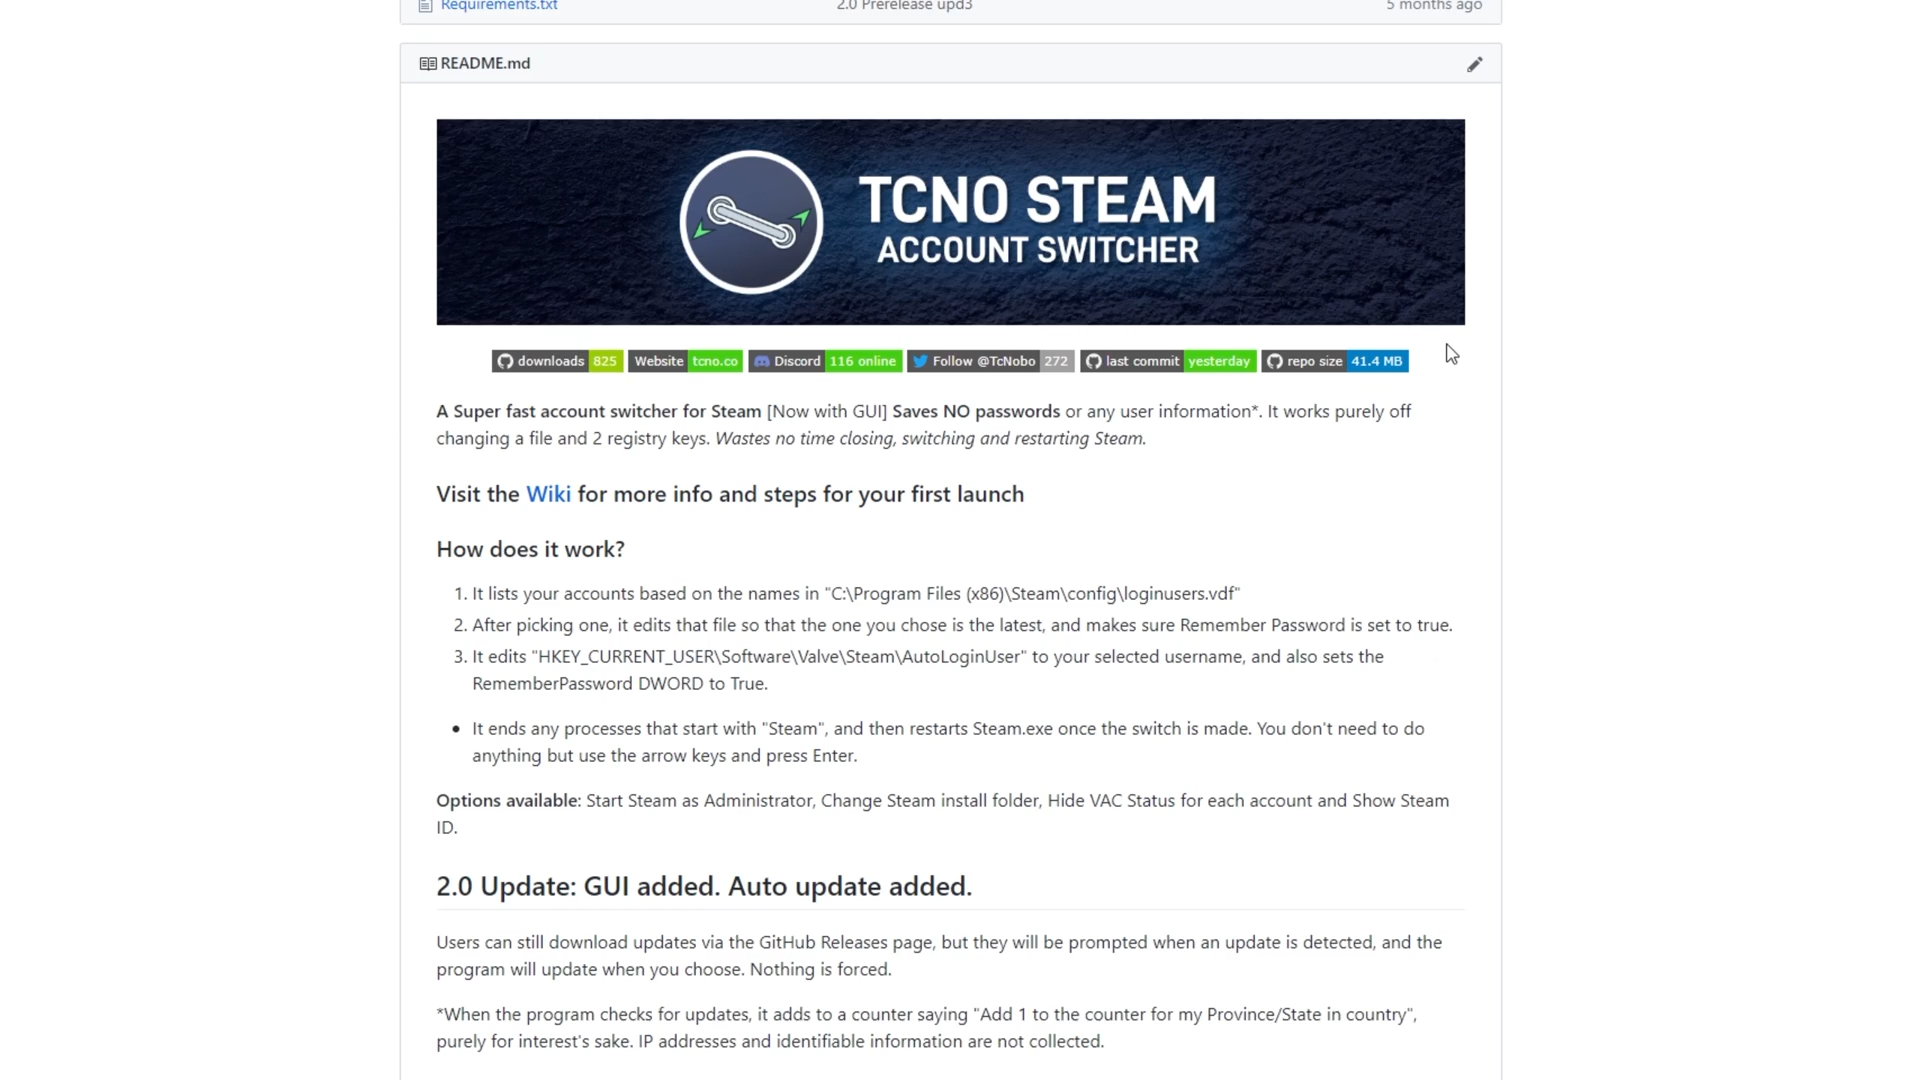 Requirements.txt 2.0 Prerelease upd3 5 months ago
README.md
TCNO STEAM
ACCOUNT SWITCHER
downloads 825 Website tcno.co Discord 116 online Follow @TcNobo 272 last commit yesterday repo size 41.4 MB
A Super fast account switcher for Steam [Now with GUI] Saves NO passwords or any user information*. It works purely off
changing a file and 2 registry keys. Wastes no time closing, switching and restarting Steam.
Visit the Wiki for more info and steps for your first launch
How does it work?
1. It lists your accounts based on the names in "C:\Program Files (x86)\Steam\config\loginusers.vdf"
2. After picking one, it edits that file so that the one you chose is the latest, and makes sure Remember Password is set to true.
3. It edits "HKEY_CURRENT_USER\Software\Valve\Steam\AutoLoginUser" to your selected username, and also sets the
RememberPassword DWORD to True.
• It ends any processes that start with "Steam", and then restarts Steam.exe once the switch is made. You don't need to do
anything but use the arrow keys and press Enter.
Options available: Start Steam as Administrator, Change Steam install folder, Hide VAC Status for each account and Show Steam
ID.
2.0 Update: GUI added. Auto update added.
Users can still download updates via the GitHub Releases page, but they will be prompted when an update is detected, and the
program will update when you choose. Nothing is forced.
*When the program checks for updates, it adds to a counter saying "Add 1 to the counter for my Province/State in country",
purely for interest's sake. IP addresses and identifiable information are not collected.